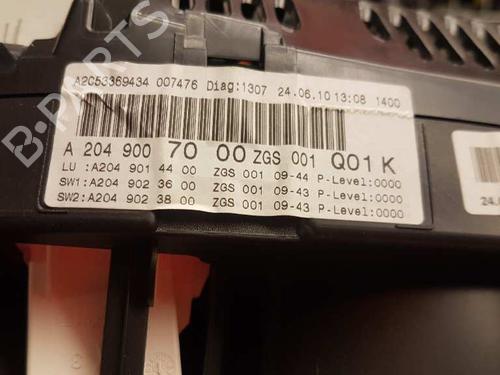 A2C53369434 007476 Diag:1307 24.06.10 13:08 1400
A 204 900 70 00 ZGS 001 Q01 K
LU :A204 901 44 00 ZGS 001 09-44 P-Level:0000
SW1:A204 902 36 00 ZGS 001 09-43 P-Level:0000
SW2:A204 902 38 00 ZGS 001 09-43 P-Level:0000
24.
B-PARTS